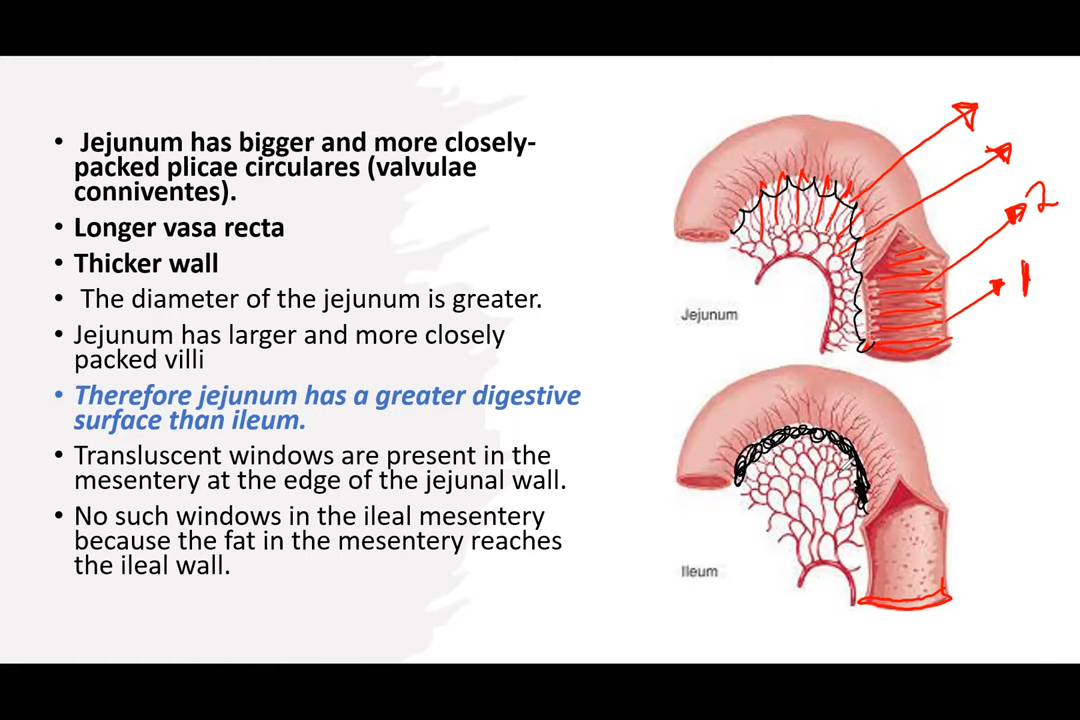 • Jejunum has bigger and more closely-
packed plicae circulares (valvulae
conniventes).
• Longer vasa recta
• Thicker wall
• The diameter of the jejunum is greater.
• Jejunum has larger and more closely
packed villi
• Therefore jejunum has a greater digestive
surface than ileum.
• Transluscent windows are present in the
mesentery at the edge of the jejunal wall.
• No such windows in the ileal mesentery
because the fat in the mesentery reaches
the ileal wall.
2
1
Jejunum
Ileum